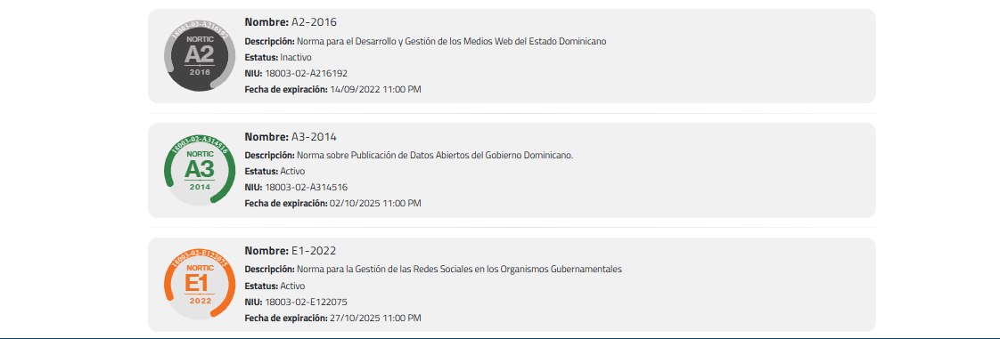 18003-02-A216192
NORTIC
A2
2016
Nombre: A2-2016
Descripción: Norma para el Desarrollo y Gestión de los Medios Web del Estado Dominicano
Estatus: Inactivo
NIU: 18003-02-A216192
Fecha de expiración: 14/09/2022 11:00 PM
18003-02-A314516
NORTIC
A3
2014
Nombre: A3-2014
Descripción: Norma sobre Publicación de Datos Abiertos del Gobierno Dominicano.
Estatus: Activo
NIU: 18003-02-A314516
Fecha de expiración: 02/10/2025 11:00 PM
18003-02-E122075
NORTIC
E1
2022
Nombre: E1-2022
Descripción: Norma para la Gestión de las Redes Sociales en los Organismos Gubernamentales
Estatus: Activo
NIU: 18003-02-E122075
Fecha de expiración: 27/10/2025 11:00 PM